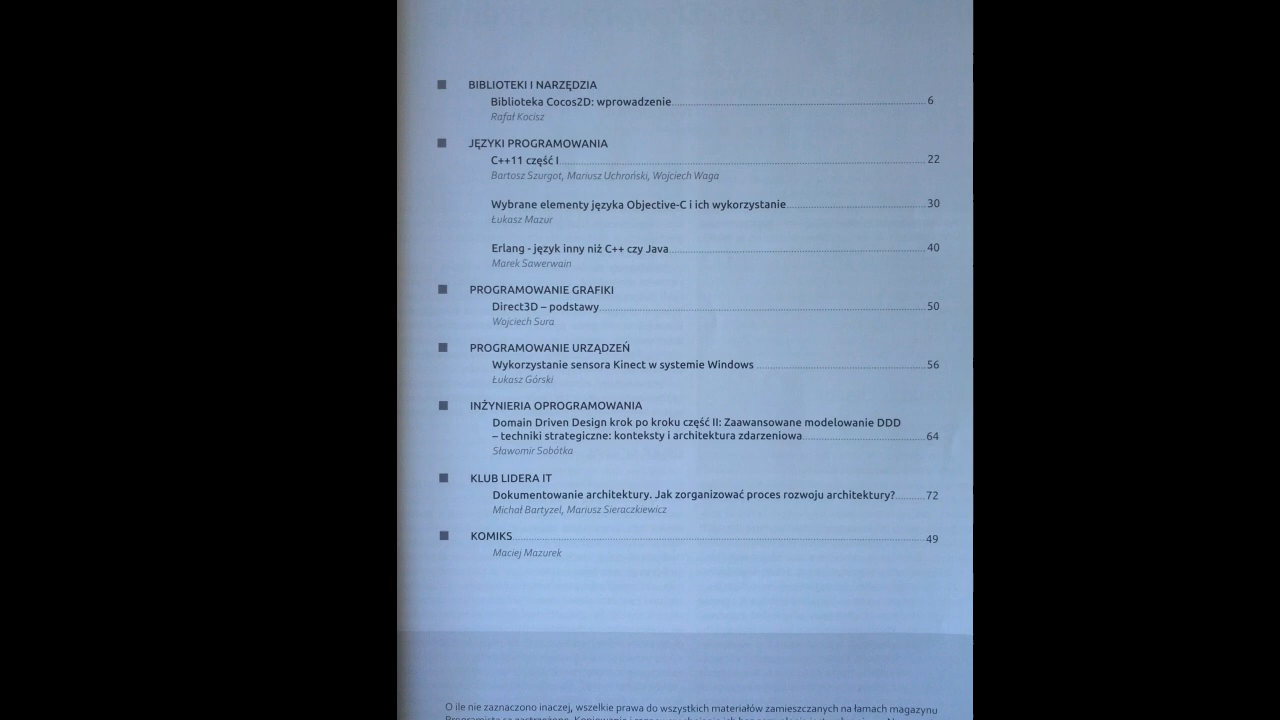 BIBLIOTEKI I NARZĘDZIA
Biblioteka Cocos2D: wprowadzenie 6
Rafał Kocisz
JĘZYKI PROGRAMOWANIA
C++11 część I 22
Bartosz Szurgot, Mariusz Uchroński, Wojciech Waga
Wybrane elementy języka Objective-C i ich wykorzystanie 30
Łukasz Mazur
Erlang - język inny niż C++ czy Java 40
Marek Sawerwain
PROGRAMOWANIE GRAFIKI
Direct3D – podstawy 50
Wojciech Sura
PROGRAMOWANIE URZĄDZEŃ
Wykorzystanie sensora Kinect w systemie Windows 56
Łukasz Górski
INŻYNIERIA OPROGRAMOWANIA
Domain Driven Design krok po kroku część II: Zaawansowane modelowanie DDD
– techniki strategiczne: konteksty i architektura zdarzeniowa 64
Sławomir Sobótka
KLUB LIDERA IT
Dokumentowanie architektury. Jak zorganizować proces rozwoju architektury? 72
Michał Bartyzel, Mariusz Sieraczkiewicz
KOMIKS 49
Maciej Mazurek
O ile nie zaznaczono inaczej, wszelkie prawa do wszystkich materiałów zamieszczanych na łamach magazynu